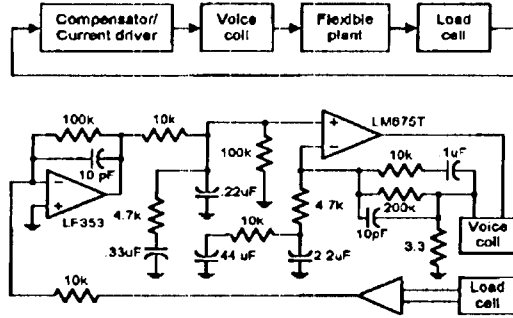 Compensator/
Current driver
Voice
coil
Flexible
plant
Load
cell
100k
10k
LM675T
10 pF
100k
10k
.1uF
LF353
4.7k
.22uF
4.7k
200k
10k
10pF
Voice
coil
.33uF
44 uF
2.2uF
3.3
10k
Load
cell